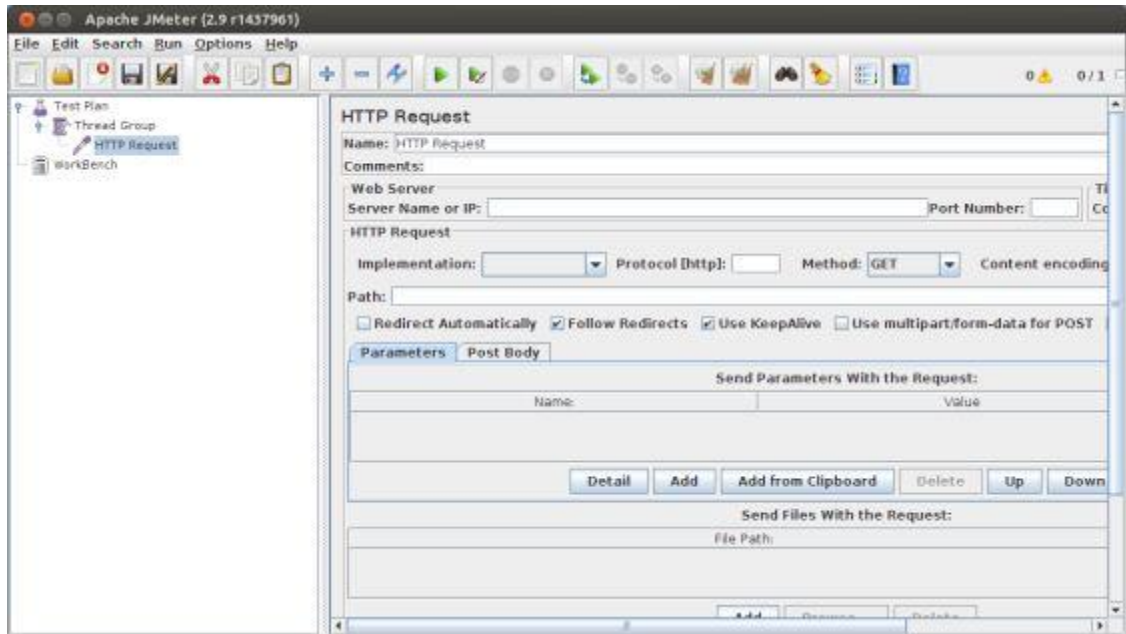 Apache JMeter (2.9 r1437961)
File Edit Search Run Options Help
0 0/1
Test Plan
Thread Group
HTTP Request
WorkBench
HTTP Request
Name: HTTP Request
Comments:
Web Server
Server Name or IP: Port Number:
HTTP Request
Implementation: Protocol [http]: Method: GET Content encoding
Path:
Redirect Automatically Follow Redirects Use KeepAlive Use multipart/form-data for POST
Parameters Post Body
Send Parameters With the Request:
Name: Value
Detail Add Add from Clipboard Delete Up Down
Send Files With the Request:
File Path:
Add Delete